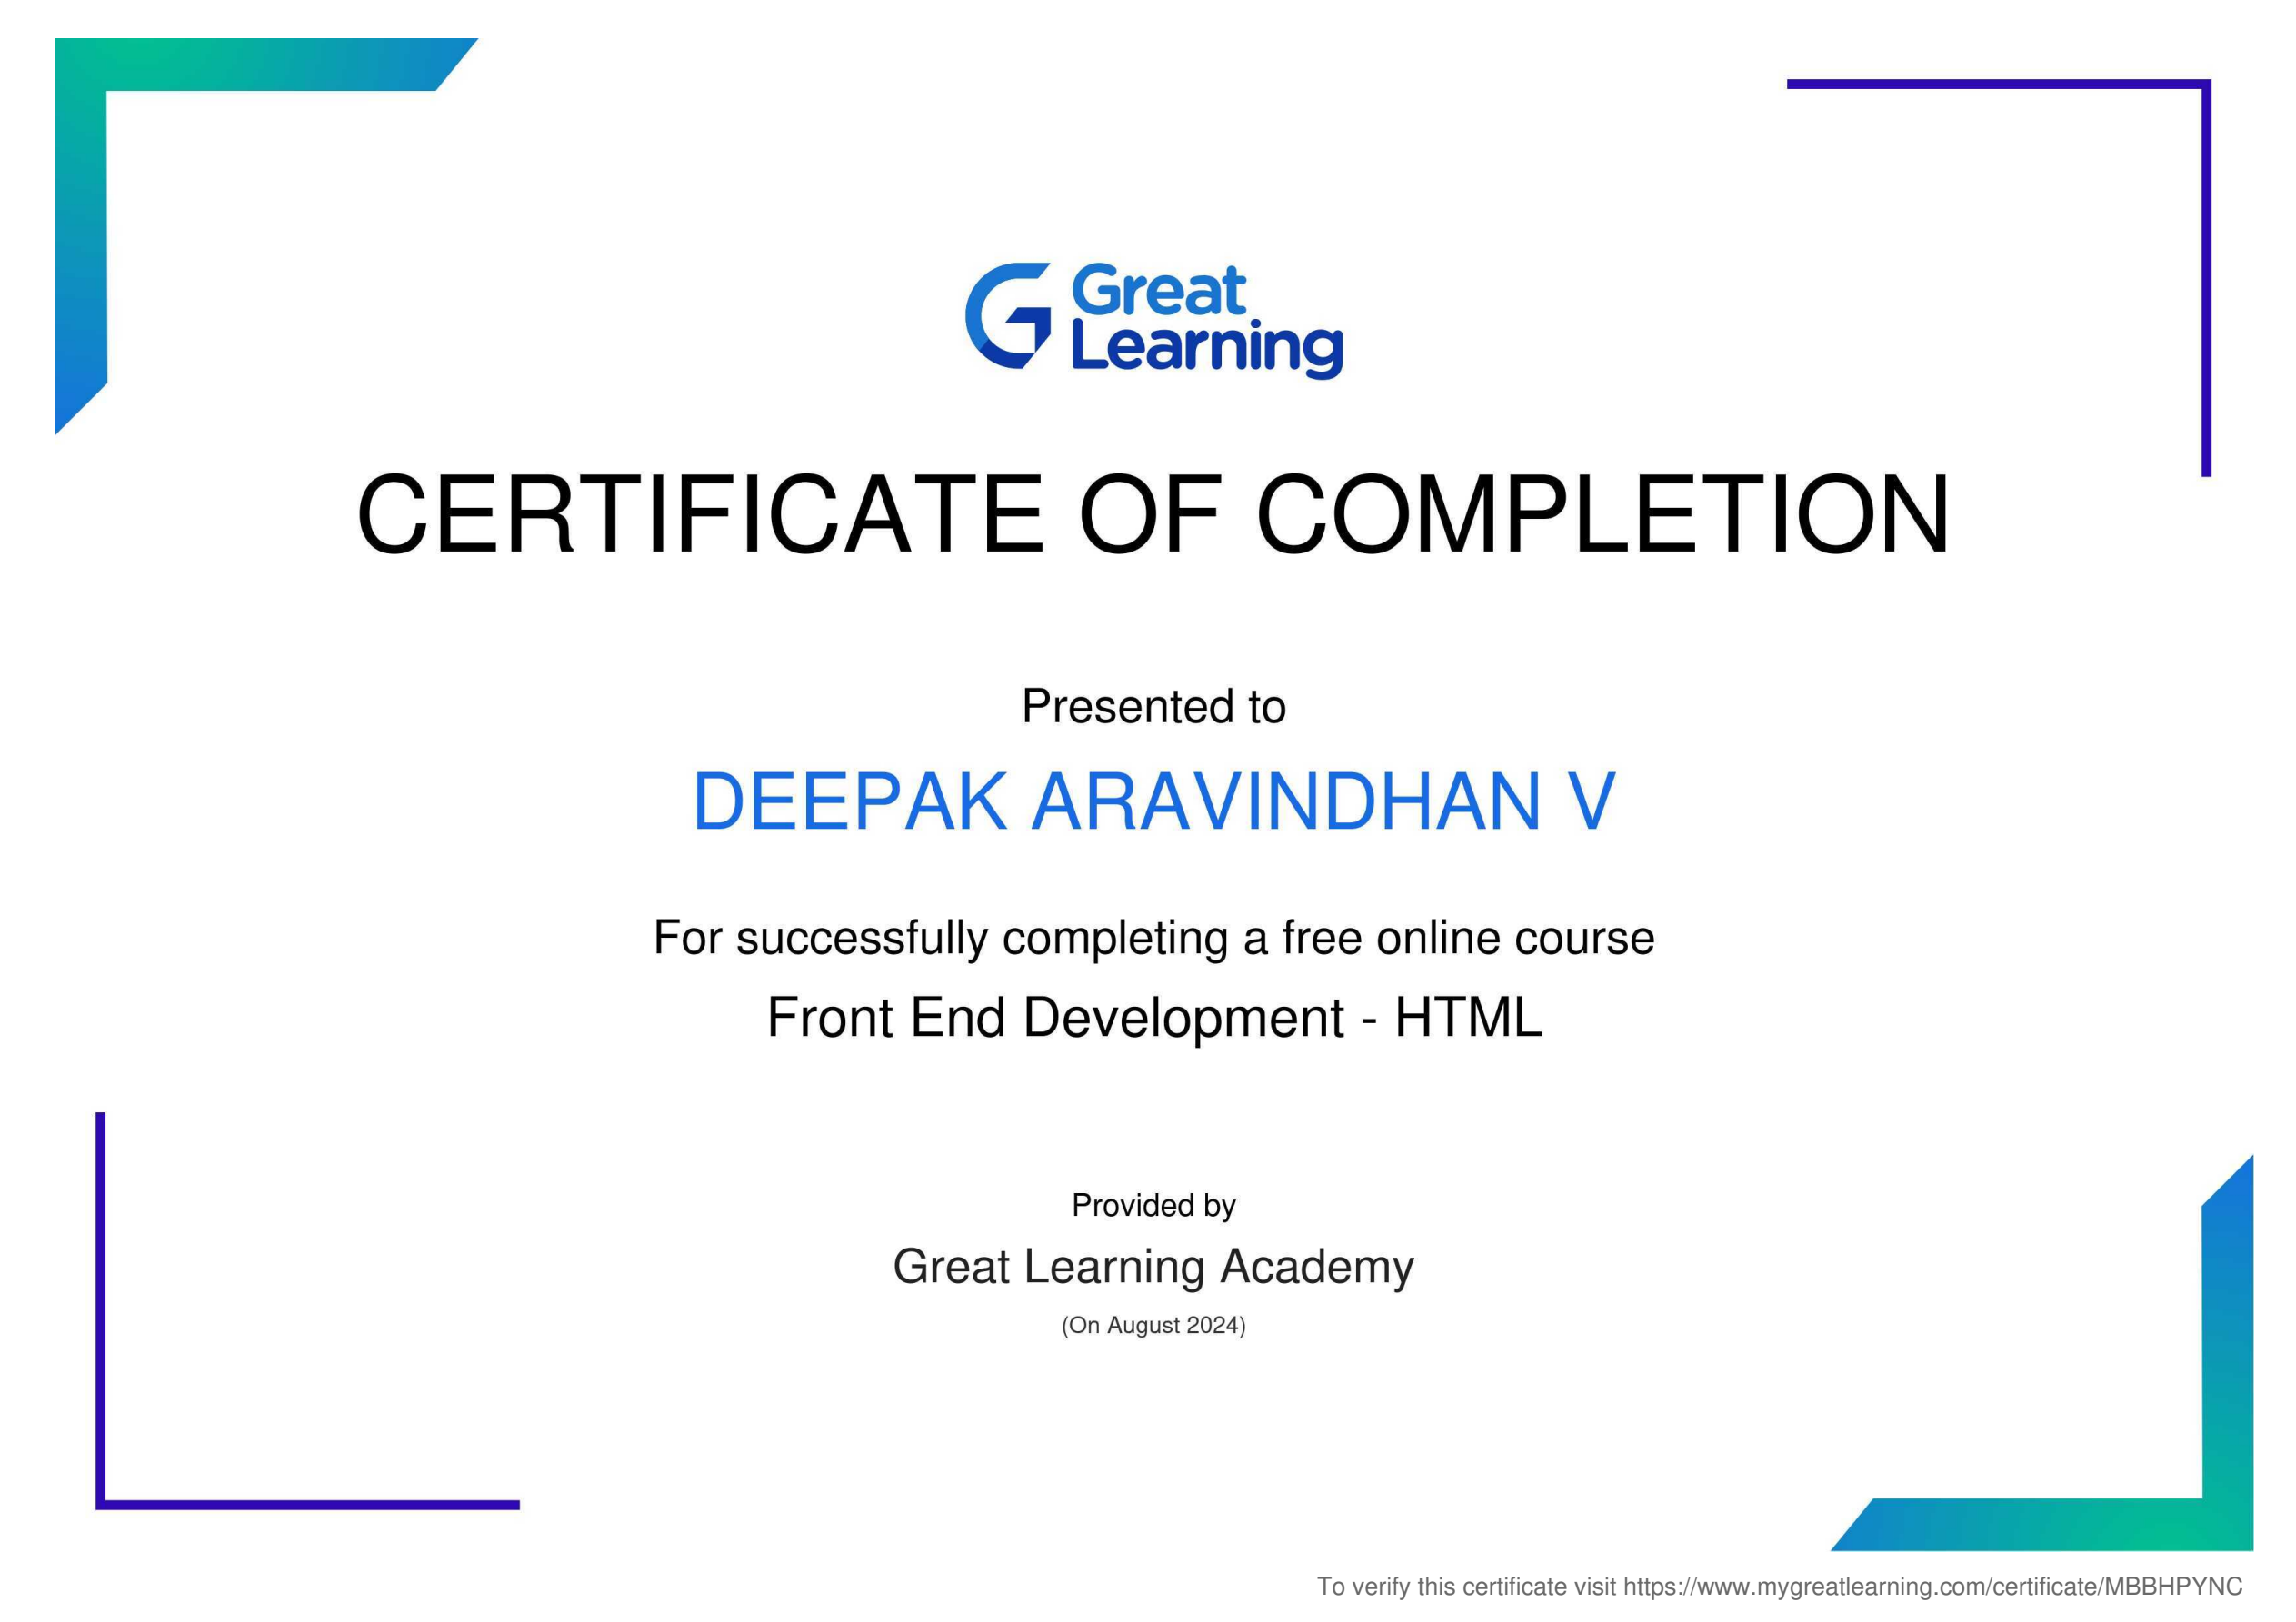 Great
Learning
CERTIFICATE OF COMPLETION
Presented to
DEEPAK ARAVINDHAN V
For successfully completing a free online course
Front End Development - HTML
Provided by
Great Learning Academy
(On August 2024)
To verify this certificate visit https://www.mygreatlearning.com/certificate/MBBHPYNC